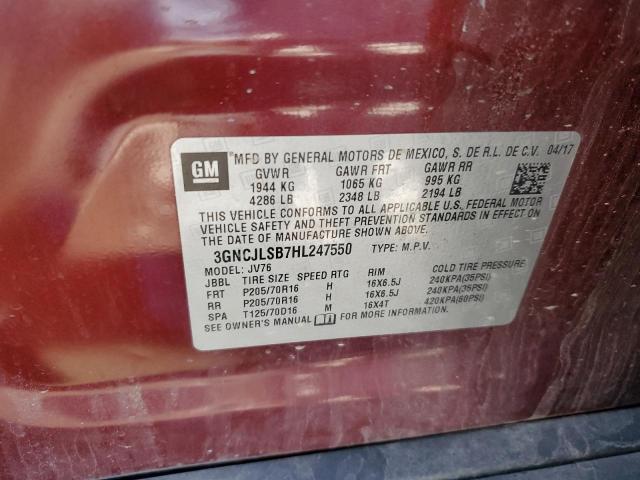 GM
MFD BY GENERAL MOTORS DE MEXICO, S. DE R.L. DE C.V. 04/17
GVWR GAWR FRT GAWR RR
1944 KG 1065 KG 995 KG
4286 LB 2348 LB 2194 LB
THIS VEHICLE CONFORMS TO ALL APPLICABLE U.S. FEDERAL MOTOR
VEHICLE SAFETY AND THEFT PREVENTION STANDARDS IN EFFECT ON
THE DATE OF MANUFACTURE SHOWN ABOVE.
3GNCJLSB7HL247550 TYPE: M.P.V.
MODEL: JV76
JBBL TIRE SIZE SPEED RTG RIM COLD TIRE PRESSURE
FRT P205/70R16 H 16X6.5J 240KPA(35PSI)
RR P205/70R16 H 16X6.5J 240KPA(35PSI)
SPA T125/70D16 M 16X4T 420KPA(60PSI)
SEE OWNER'S MANUAL FOR MORE INFORMATION.